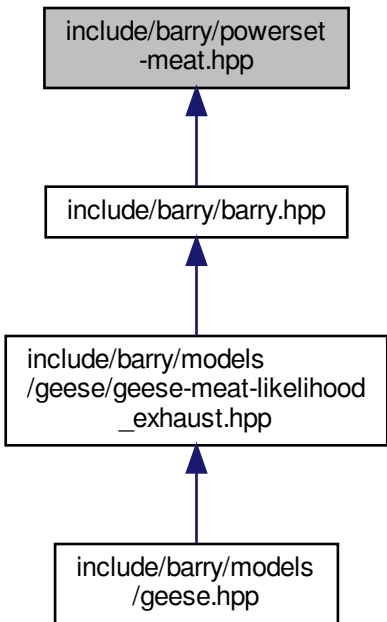 include/barry/powerset
-meat.hpp
include/barry/barry.hpp
include/barry/models
/geese/geese-meat-likelihood
_exhaust.hpp
include/barry/models
/geese.hpp